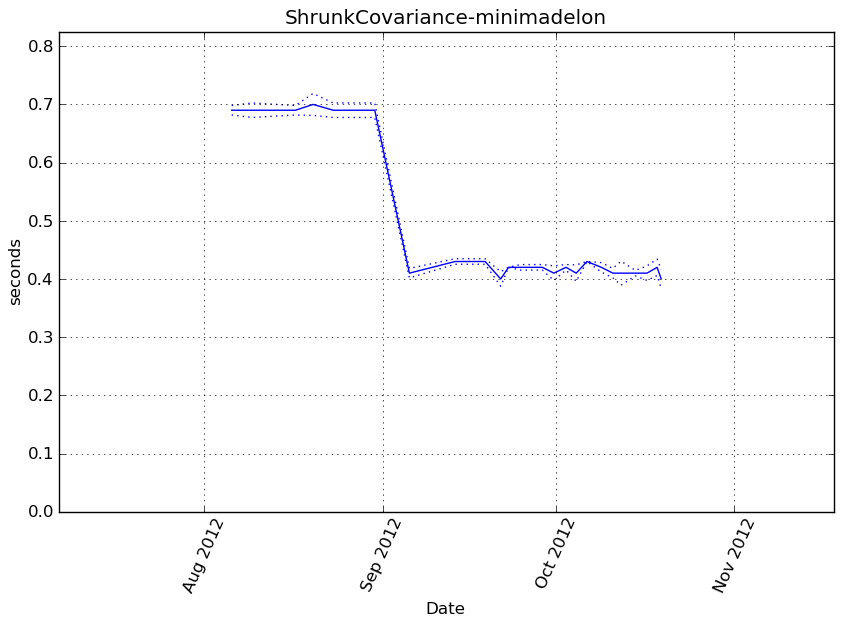 ShrunkCovariance-minimadelon
0.8
0.7
0.6
0.5
0.4
0.3
0.2
0.1
0.0
seconds
Aug 2012
Sep 2012
Oct 2012
Nov 2012
Date